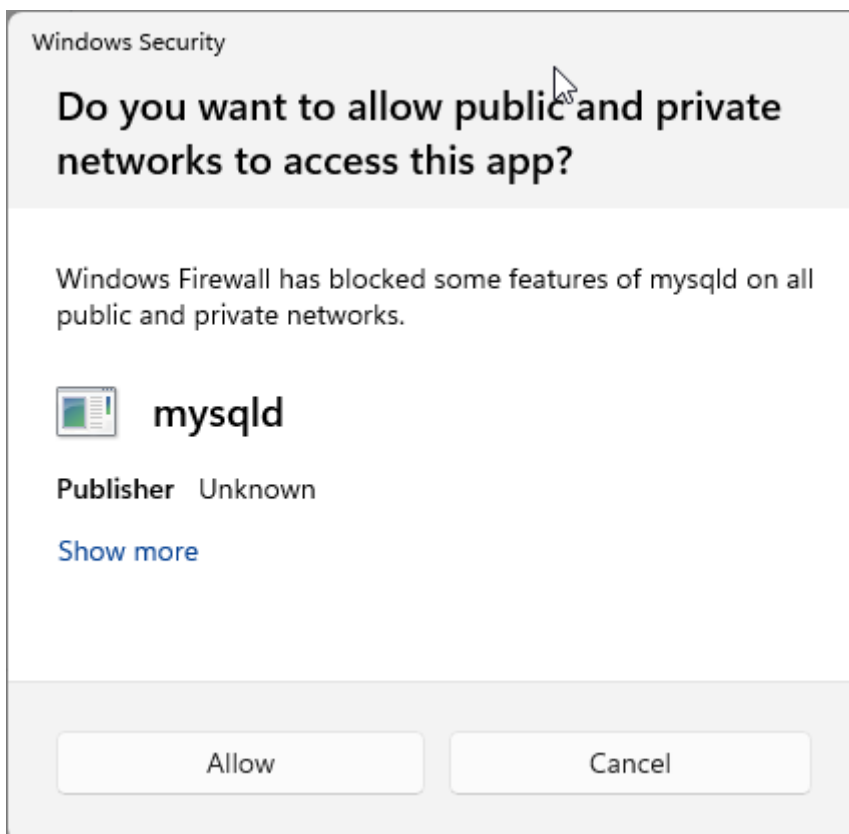 Windows Security
Do you want to allow public and private
networks to access this app?
Windows Firewall has blocked some features of mysqld on all
public and private networks.
mysqld
Publisher Unknown
Show more
Allow
Cancel